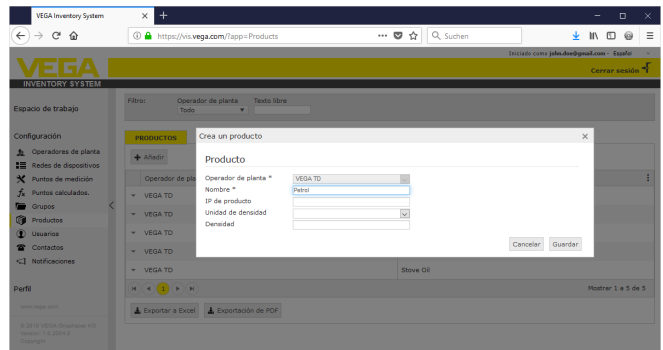 VEGA Inventory System
https://vis.vega.com/?app=Products
Suchen
Iniciado como john.doe@gmail.com - Español
VEGA
Cerrar sesión
INVENTORY SYSTEM
Espacio de trabajo
Filtro:
Operador de planta
Texto libre
Todo
Configuración
Operadores de planta
Redes de dispositivos
Puntos de medición
Puntos calculados.
Grupos
Productos
Usuarios
Contactos
Notificaciones
PRODUCTOS
Añadir
Operador de pla
VEGA TD
VEGA TD
VEGA TD
VEGA TD
VEGA TD
Stove Oil
Crea un producto
Producto
Operador de planta *
VEGA TD
Nombre *
Petrol
IP de producto
Unidad de densidad
Densidad
Cancelar
Guardar
1
Mostrar 1 a 5 de 5
Exportar a Excel
Exportación de PDF
Perfil
www.vega.com
Copyright